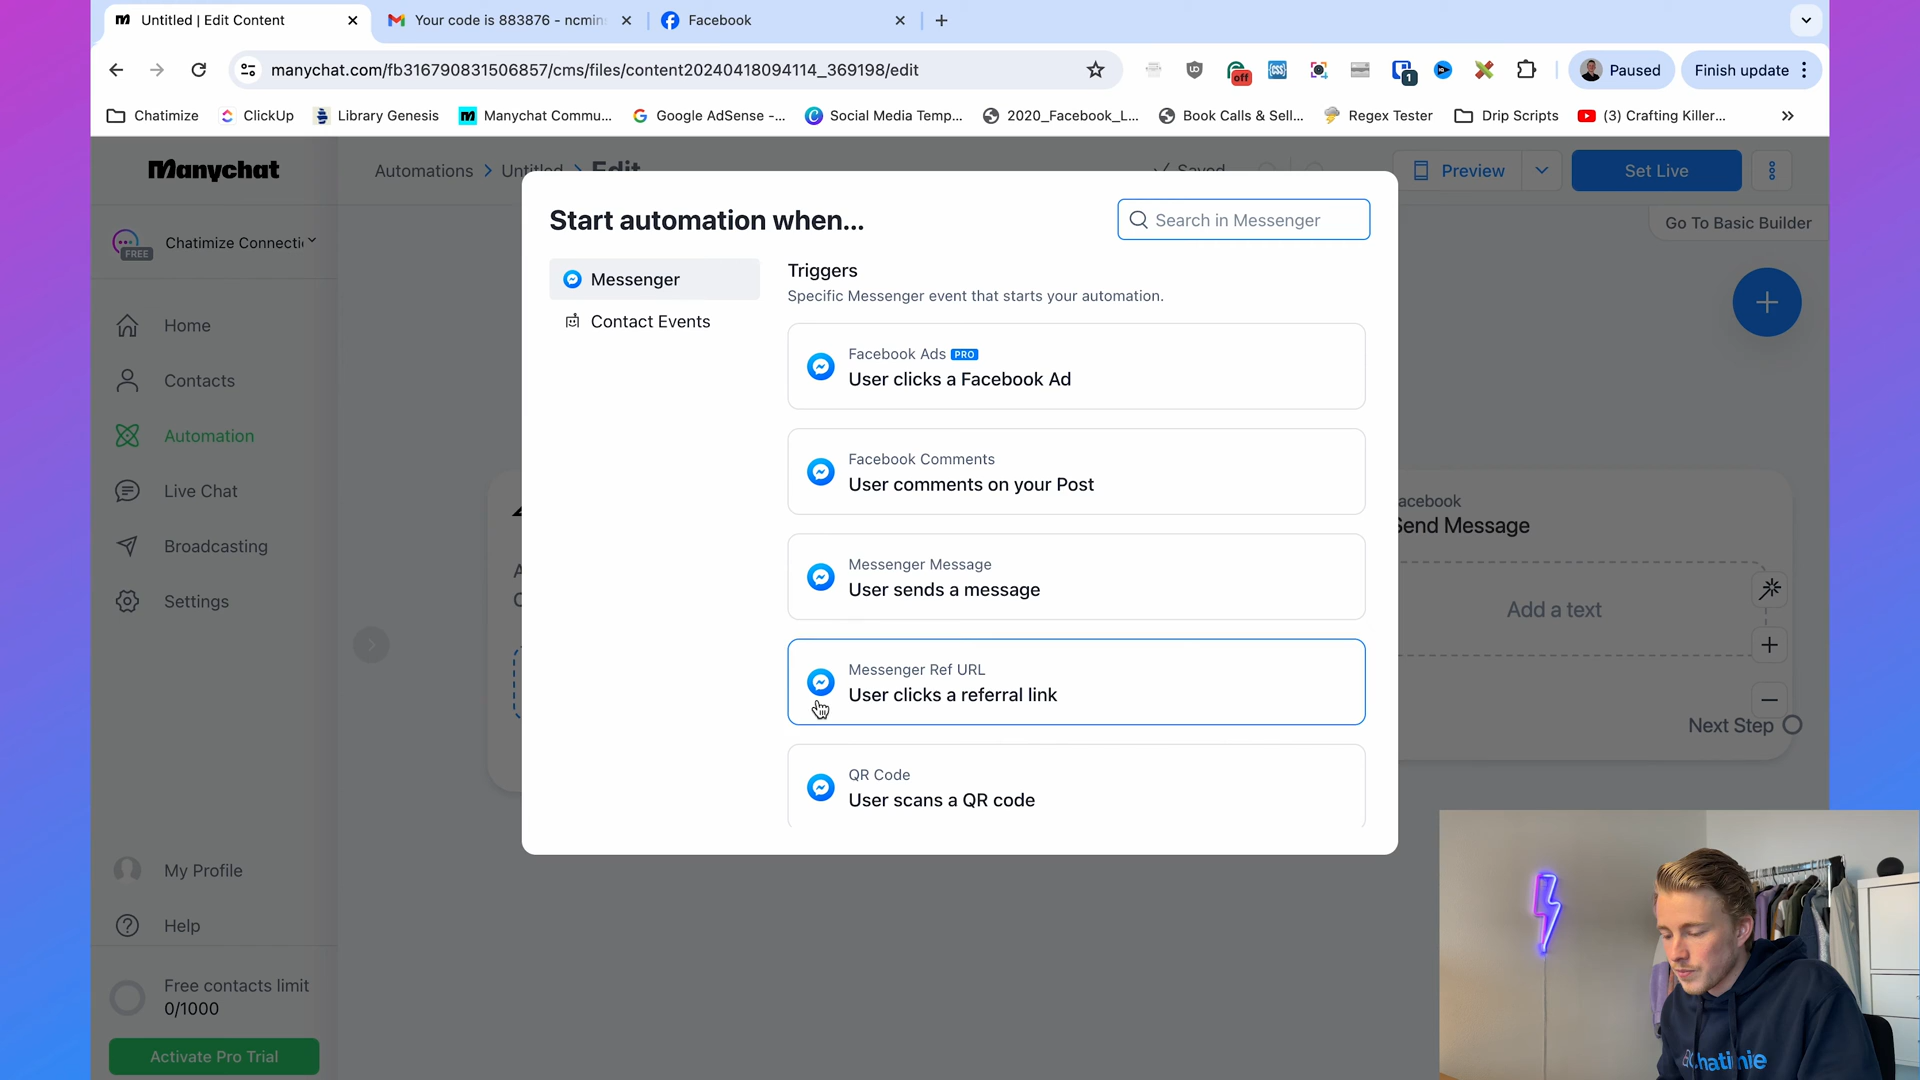 Untitled | Edit Content
Your code is 883876 - ncmin
Facebook
manychat.com/fb316790831506857/cms/files/content20240418094114_369198/edit
off
1
Paused
Finish update
Chatimize
ClickUp
Library Genesis
Manychat Commu...
Google AdSense -...
Social Media Temp...
2020_Facebook_L...
Book Calls & Sell...
Regex Tester
Drip Scripts
(3) Crafting Killer...
Manychat
Automations
Untitled
Edit
Saved
Preview
Set Live
Go To Basic Builder
Chatimize Connecti
FREE
Home
Contacts
Automation
Live Chat
Broadcasting
Settings
My Profile
Help
Free contacts limit
0/1000
Activate Pro Trial
Start automation when...
Search in Messenger
Messenger
Contact Events
Triggers
Specific Messenger event that starts your automation.
Facebook Ads PRO
User clicks a Facebook Ad
Facebook Comments
User comments on your Post
Messenger Message
User sends a message
Messenger Ref URL
User clicks a referral link
QR Code
User scans a QR code
acebook
Send Message
Add a text
Next Step